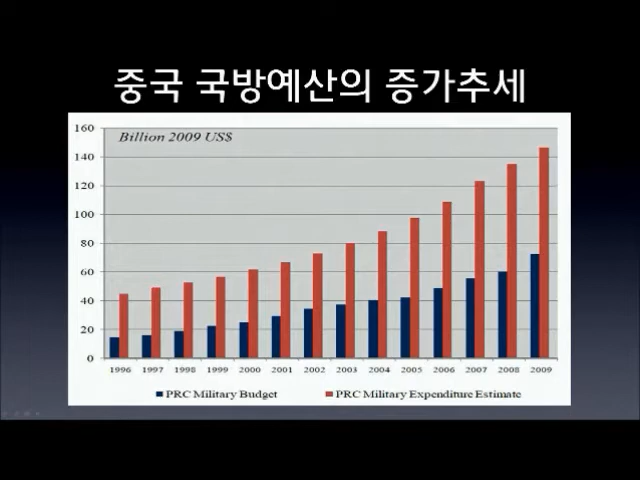 중국 국방예산의 증가추세
Billion 2009 US$
160
140
120
100
80
60
40
20
0
1996 1997 1998 1999 2000 2001 2002 2003 2004 2005 2006 2007 2008 2009
PRC Military Budget PRC Military Expenditure Estimate